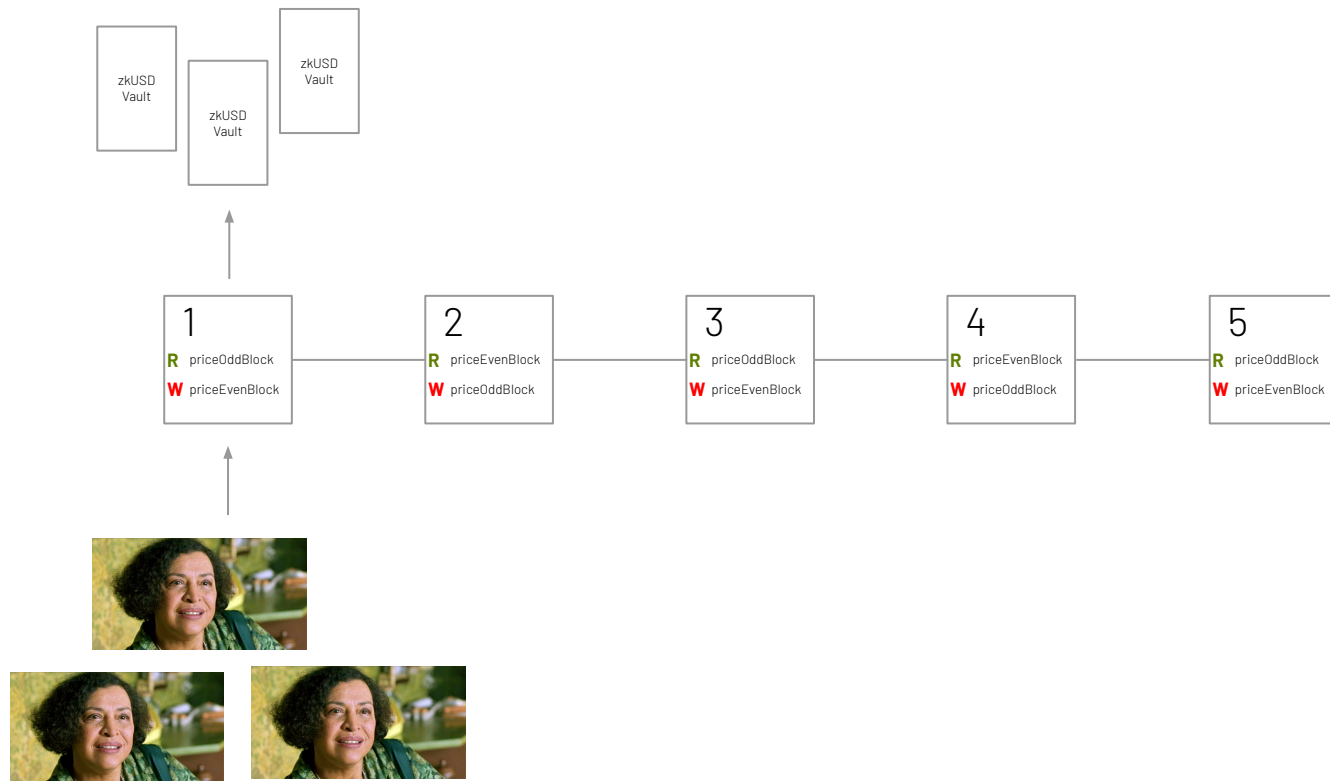 zkUSD
Vault
zkUSD
Vault
zkUSD
Vault
1
R priceOddBlock
W priceEvenBlock
2
R priceEvenBlock
W priceOddBlock
3
R priceOddBlock
W priceEvenBlock
4
R priceEvenBlock
W priceOddBlock
5
R priceOddBlock
W priceEvenBlock